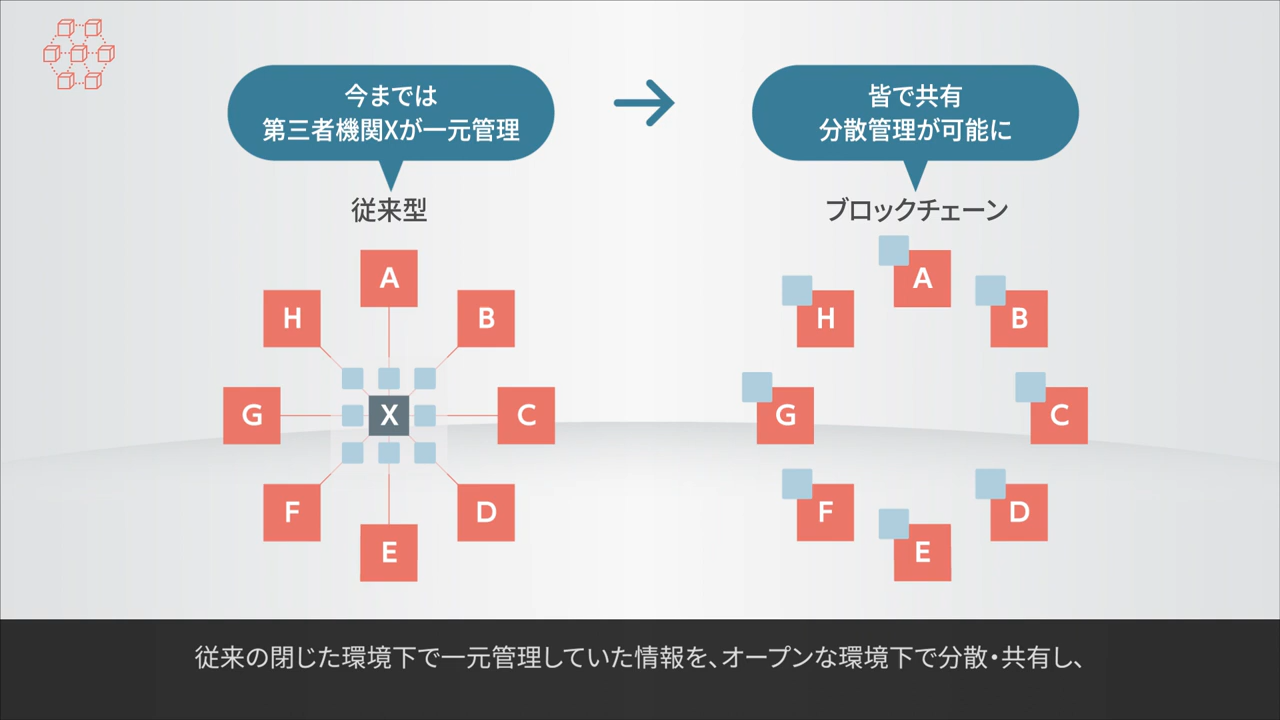 今までは
第三者機関Xが一元管理
皆で共有
分散管理が可能に
従来型
ブロックチェーン
A
B
C
D
E
F
G
H
X
A
B
C
D
E
F
G
H
従来の閉じた環境下で一元管理していた情報を、オープンな環境下で分散・共有し、